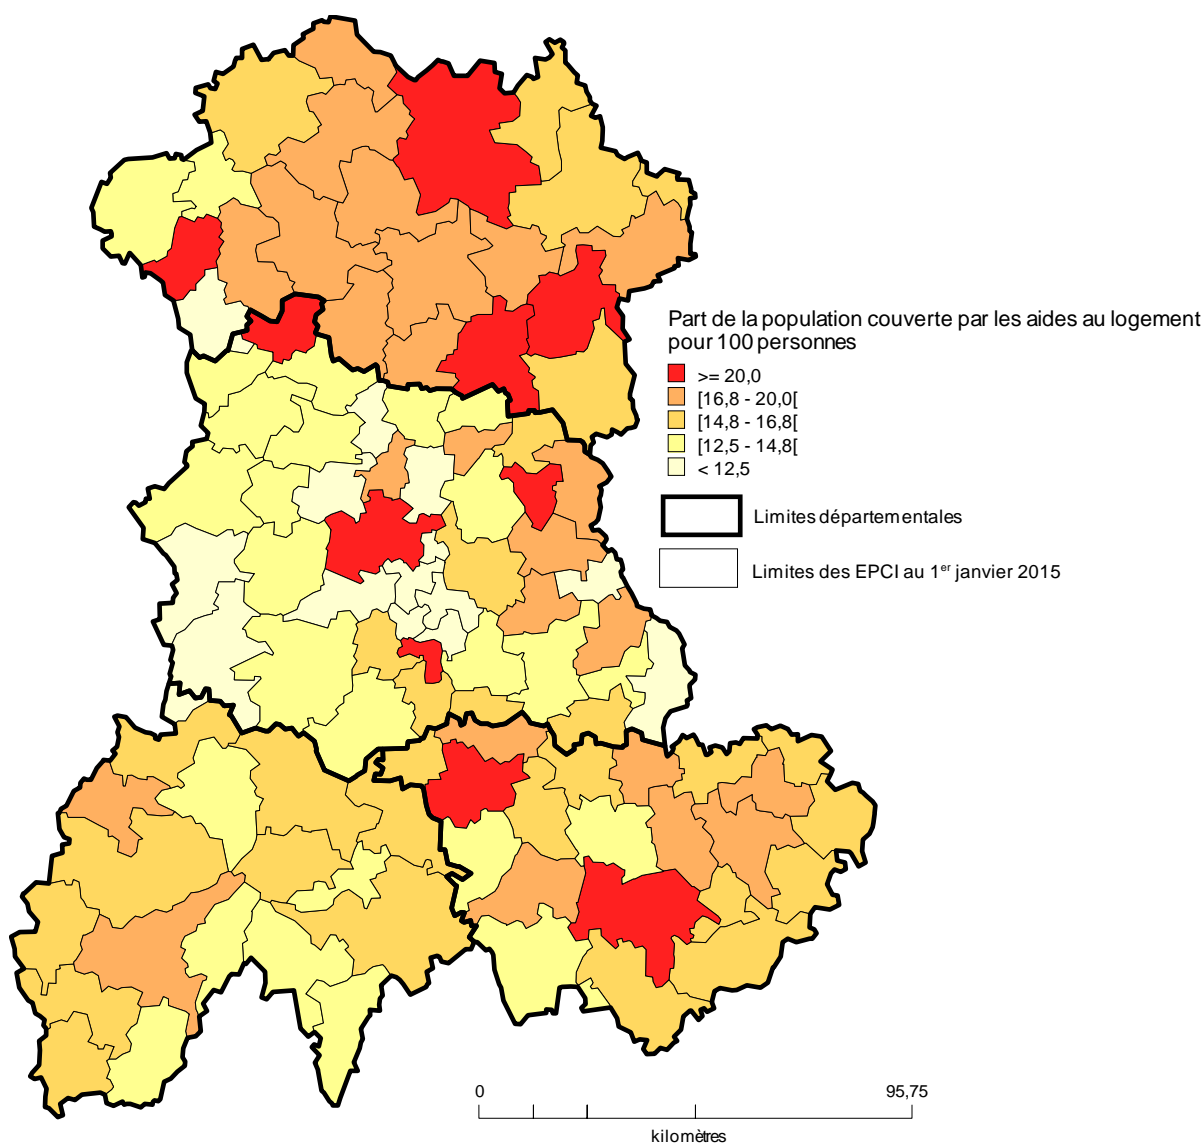 Part de la population couverte par les aides au logement
pour 100 personnes
>= 20,0
[16,8 - 20,0[
[14,8 - 16,8[
[12,5 - 14,8[
< 12,5
Limites départementales
Limites des EPCI au 1er janvier 2015
0 95,75
kilomètres